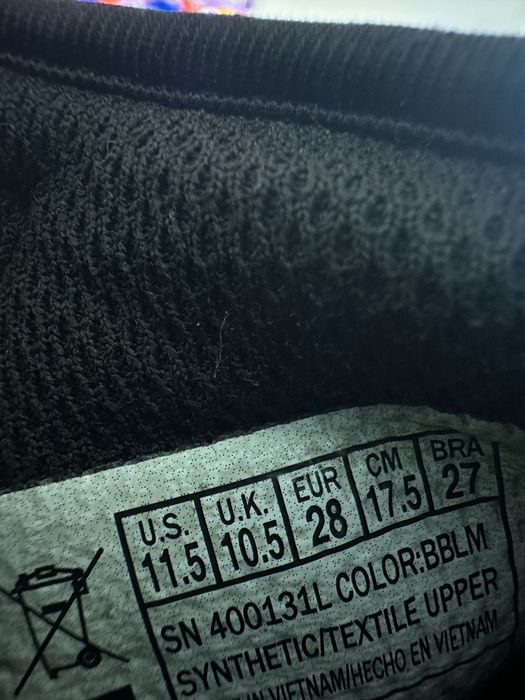 U.S. U.K. EUR CM BRA
11.5 10.5 28 17.5 27
SN 400131L COLOR:BBLM
SYNTHETIC/TEXTILE UPPER
IN VIETNAM/HECHO EN VIETNAM